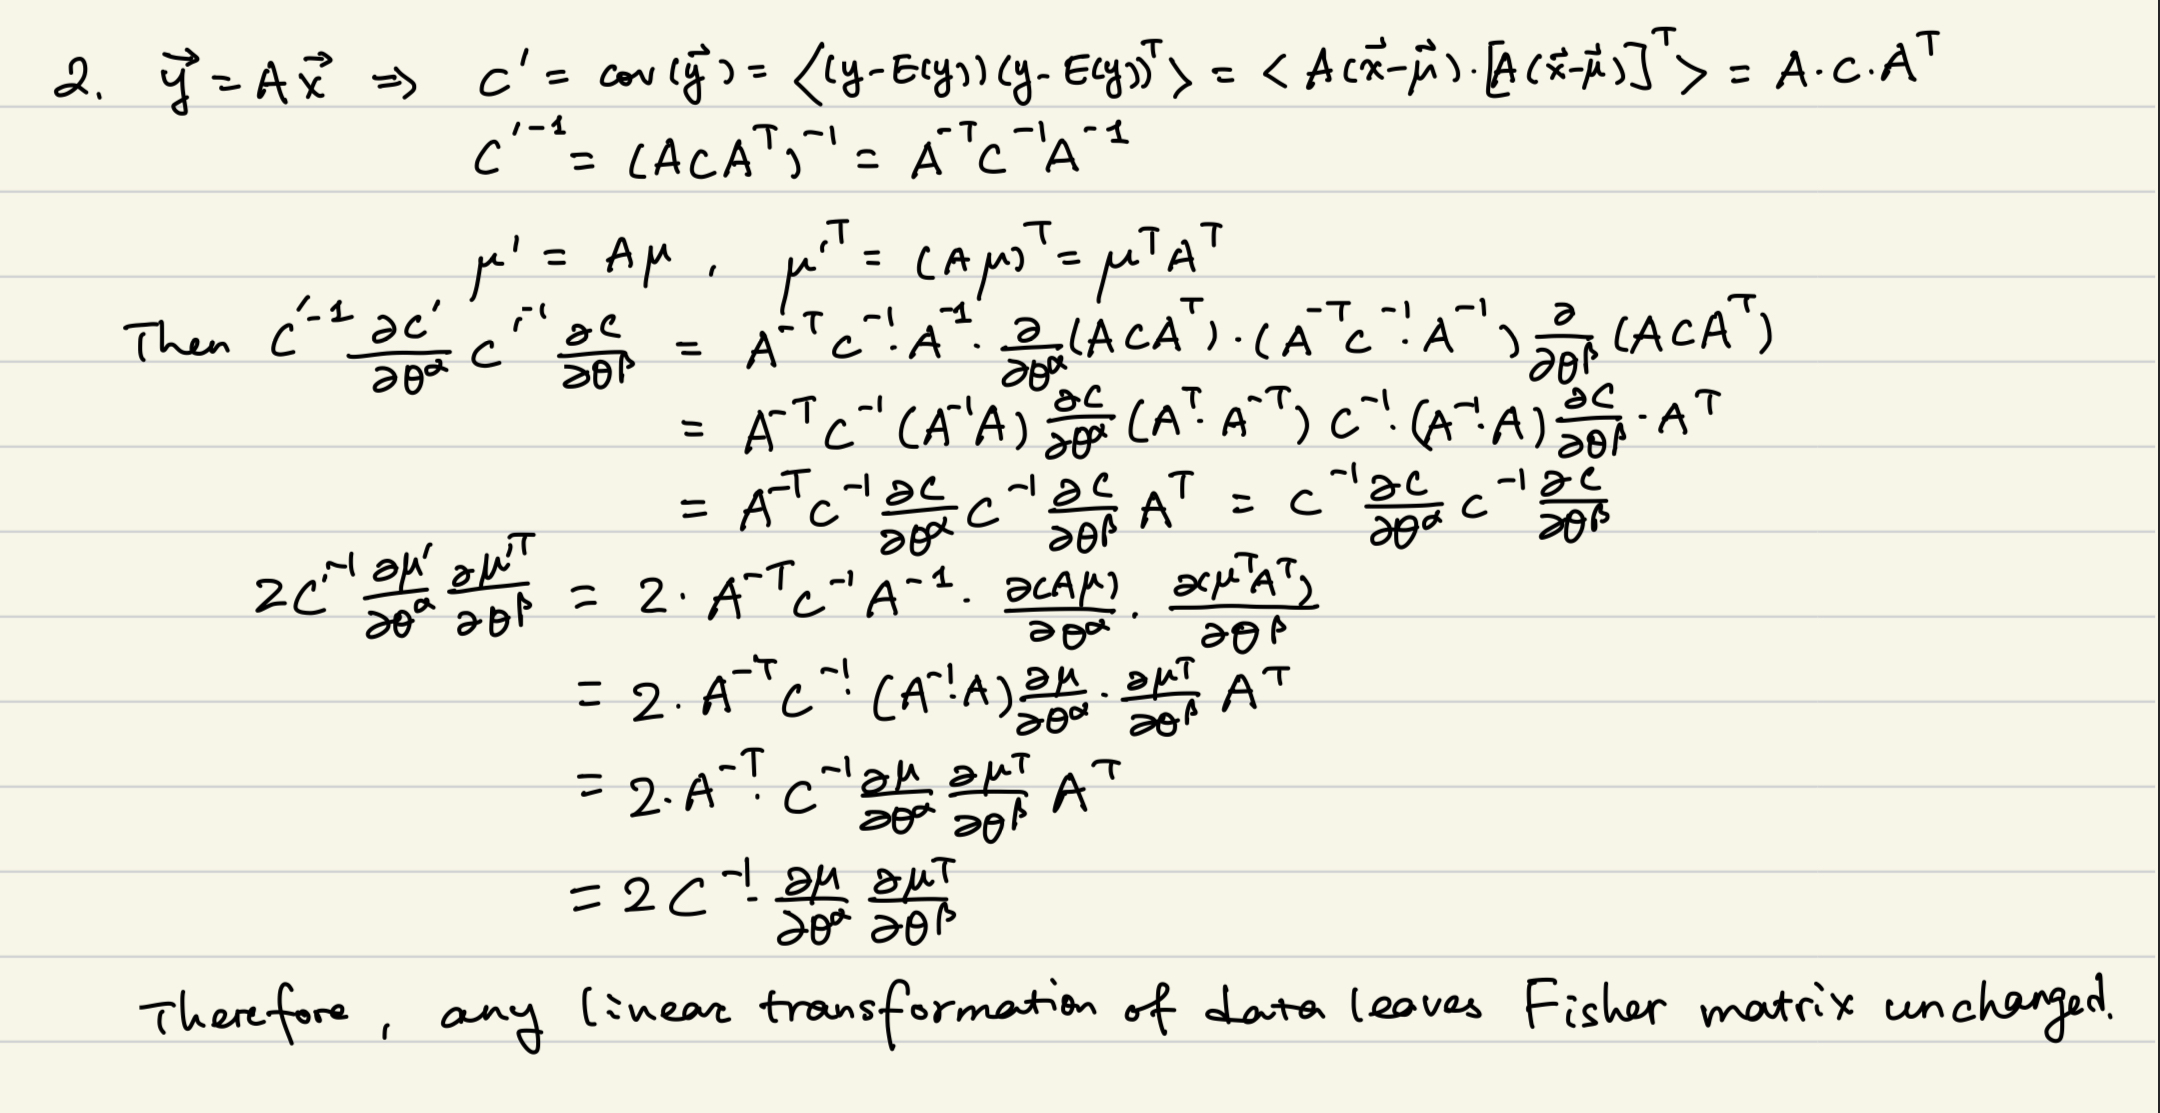 2. $\vec{y} = A\vec{x} \Rightarrow C' = cov(\vec{y}) = \langle (y-E(y))(y-E(y))^T \rangle = \langle A(\vec{x}-\vec{\mu}) \cdot [A(\vec{x}-\vec{\mu})]^T \rangle = A \cdot C \cdot A^T$
$C'^{-1} = (ACA^T)^{-1} = A^{-T} C^{-1} A^{-1}$
$\mu' = A\mu , \mu'^T = (A\mu)^T = \mu^T A^T$
Then $C'^{-1} \frac{\partial C'}{\partial \theta^\alpha} C'^{-1} \frac{\partial C}{\partial \theta^\beta} = A^{-T} C^{-1} \cdot A^{-1} \cdot \frac{\partial}{\partial \theta^\alpha} (ACA^T) \cdot (A^{-T} C^{-1} \cdot A^{-1}) \frac{\partial}{\partial \theta^\beta} (ACA^T)$
$= A^{-T} C^{-1} (A^{-1} A) \frac{\partial C}{\partial \theta^\alpha} (A^T \cdot A^{-T}) C^{-1} \cdot (A^{-1} \cdot A) \frac{\partial C}{\partial \theta^\beta} \cdot A^T$
$= A^{-T} C^{-1} \frac{\partial C}{\partial \theta^\alpha} C^{-1} \frac{\partial C}{\partial \theta^\beta} A^T = C^{-1} \frac{\partial C}{\partial \theta^\alpha} C^{-1} \frac{\partial C}{\partial \theta^\beta}$
$2C'^{-1} \frac{\partial \mu'}{\partial \theta^\alpha} \frac{\partial \mu'^T}{\partial \theta^\beta} = 2 \cdot A^{-T} C^{-1} A^{-1} \cdot \frac{\partial (A\mu)}{\partial \theta^\alpha} \cdot \frac{\partial (\mu^T A^T)}{\partial \theta^\beta}$
$= 2 \cdot A^{-T} C^{-1} \cdot (A^{-1} \cdot A) \frac{\partial \mu}{\partial \theta^\alpha} \cdot \frac{\partial \mu^T}{\partial \theta^\beta} A^T$
$= 2 \cdot A^{-T} \cdot C^{-1} \frac{\partial \mu}{\partial \theta^\alpha} \frac{\partial \mu^T}{\partial \theta^\beta} A^T$
$= 2 C^{-1} \cdot \frac{\partial \mu}{\partial \theta^\alpha} \frac{\partial \mu^T}{\partial \theta^\beta}$
Therefore, any linear transformation of data leaves Fisher matrix unchanged.